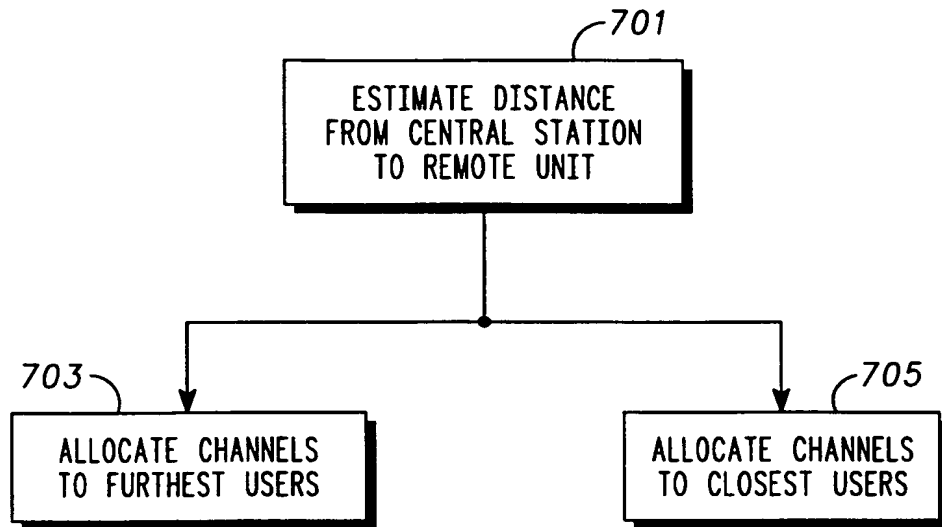 701
ESTIMATE DISTANCE
FROM CENTRAL STATION
TO REMOTE UNIT
703
ALLOCATE CHANNELS
TO FURTHEST USERS
705
ALLOCATE CHANNELS
TO CLOSEST USERS